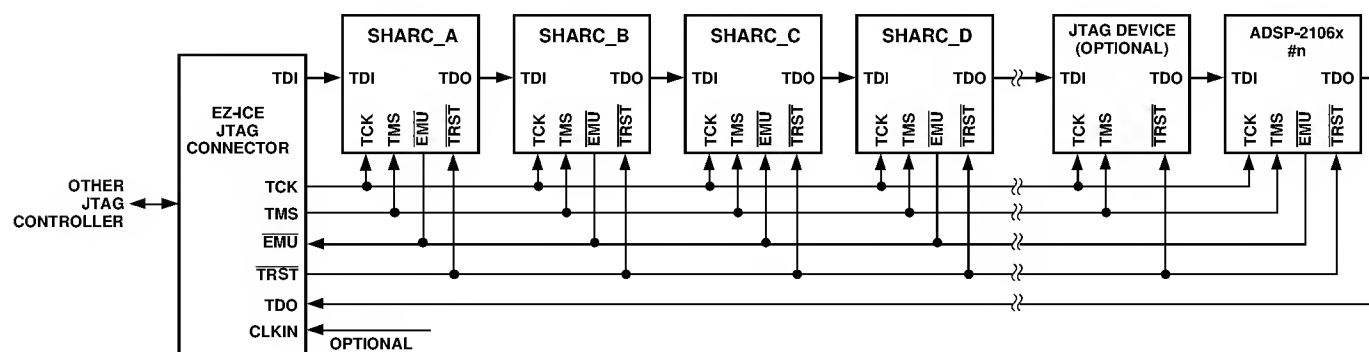 SHARC_A
SHARC_B
SHARC_C
SHARC_D
JTAG DEVICE
(OPTIONAL)
ADSP-2106x
#n
TDI
TDI
TDO
TDI
TDO
TDI
TDO
TDI
TDO
TDI
TDO
TDI
TDO
EZ-ICE
JTAG
CONNECTOR
TCK
TMS
EMU
TRST
TCK
TMS
EMU
TRST
TCK
TMS
EMU
TRST
TCK
TMS
EMU
TRST
TCK
TMS
TRST
TCK
TMS
EMU
TRST
OTHER
JTAG
CONTROLLER
TCK
TMS
EMU
TRST
TDO
CLKIN
OPTIONAL